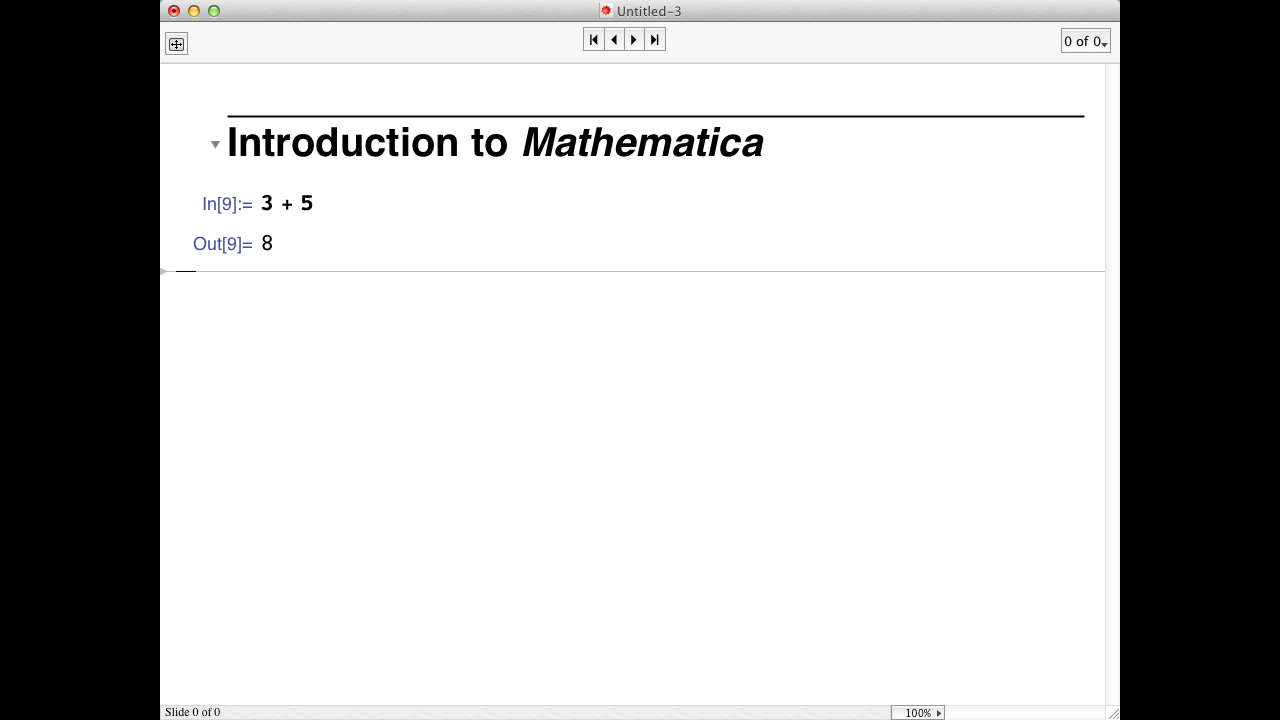 Untitled-3
0 of 0
Introduction to Mathematica
In[9]:= 3 + 5
Out[9]= 8
Slide 0 of 0
100%